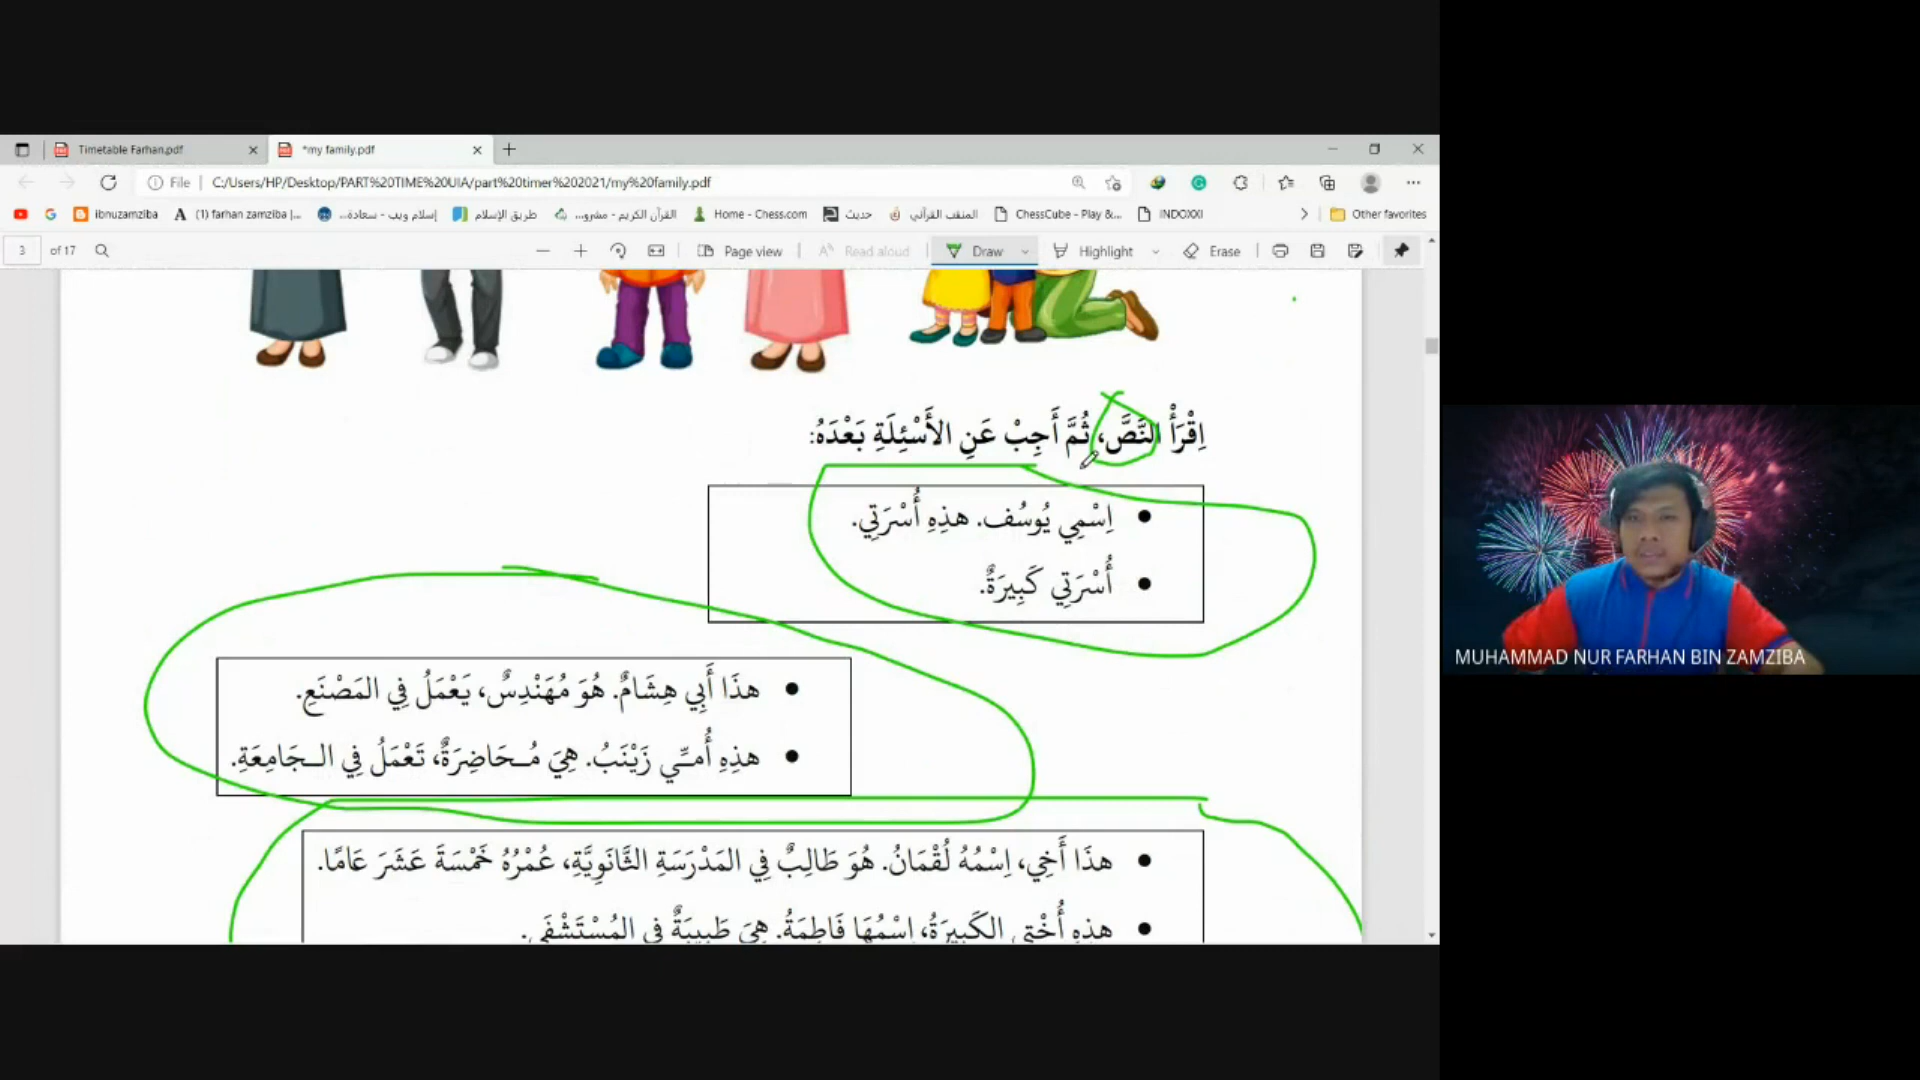 Timetable Farhan.pdf
*my family.pdf
File
C:/Users/HP/Desktop/PART%20TIME%20UIA/part%20timer%202021/my%20family.pdf
ibnuzamziba
(1) farhan zamziba |...
إسلام ويب - سعادة...
طريق الإسلام
القرآن الكريم - مشرو...
Home - Chess.com
حديث
المنقب القرآني
ChessCube - Play &...
INDOXXI
Other favorites
3 of 17
Page view
Read aloud
Draw
Highlight
Erase
اِقْرَأْ النَّصَّ، ثُمَّ أَجِبْ عَنِ الأَسْئِلَةِ بَعْدَهُ:
• اِسْمِي يُوسُف. هذِهِ أُسْرَتِي.
• أُسْرَتِي كَبِيرَةٌ.
• هذَا أَبِي هِشَامٌ. هُوَ مُهَنْدِسٌ، يَعْمَلُ فِي المَصْنَعِ.
• هذِهِ أُمِّي زَيْنَبُ. هِيَ مُحَاضِرَةٌ، تَعْمَلُ فِي الـجَامِعَةِ.
• هذَا أَخِي، اِسْمُهُ لُقْمَانُ. هُوَ طَالِبٌ فِي المَدْرَسَةِ الثَّانَوِيَّةِ، عُمْرُهُ خَمْسَةَ عَشَرَ عَامًا.
• هذِهِ أُخْتِي الكَبِيرَةُ، اِسْمُهَا فَاطِمَةُ. هِيَ طَبِيبَةٌ فِي المُسْتَشْفَى.
MUHAMMAD NUR FARHAN BIN ZAMZIBA